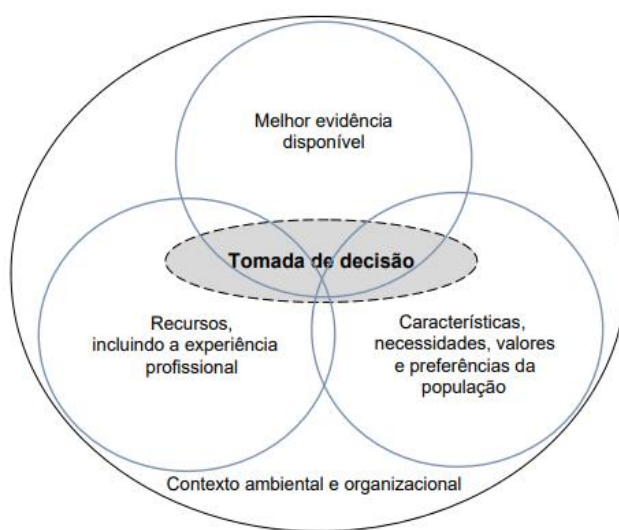 Melhor evidência
disponível
Tomada de decisão
Recursos,
incluindo a experiência
profissional
Características,
necessidades, valores
e preferências da
população
Contexto ambiental e organizacional